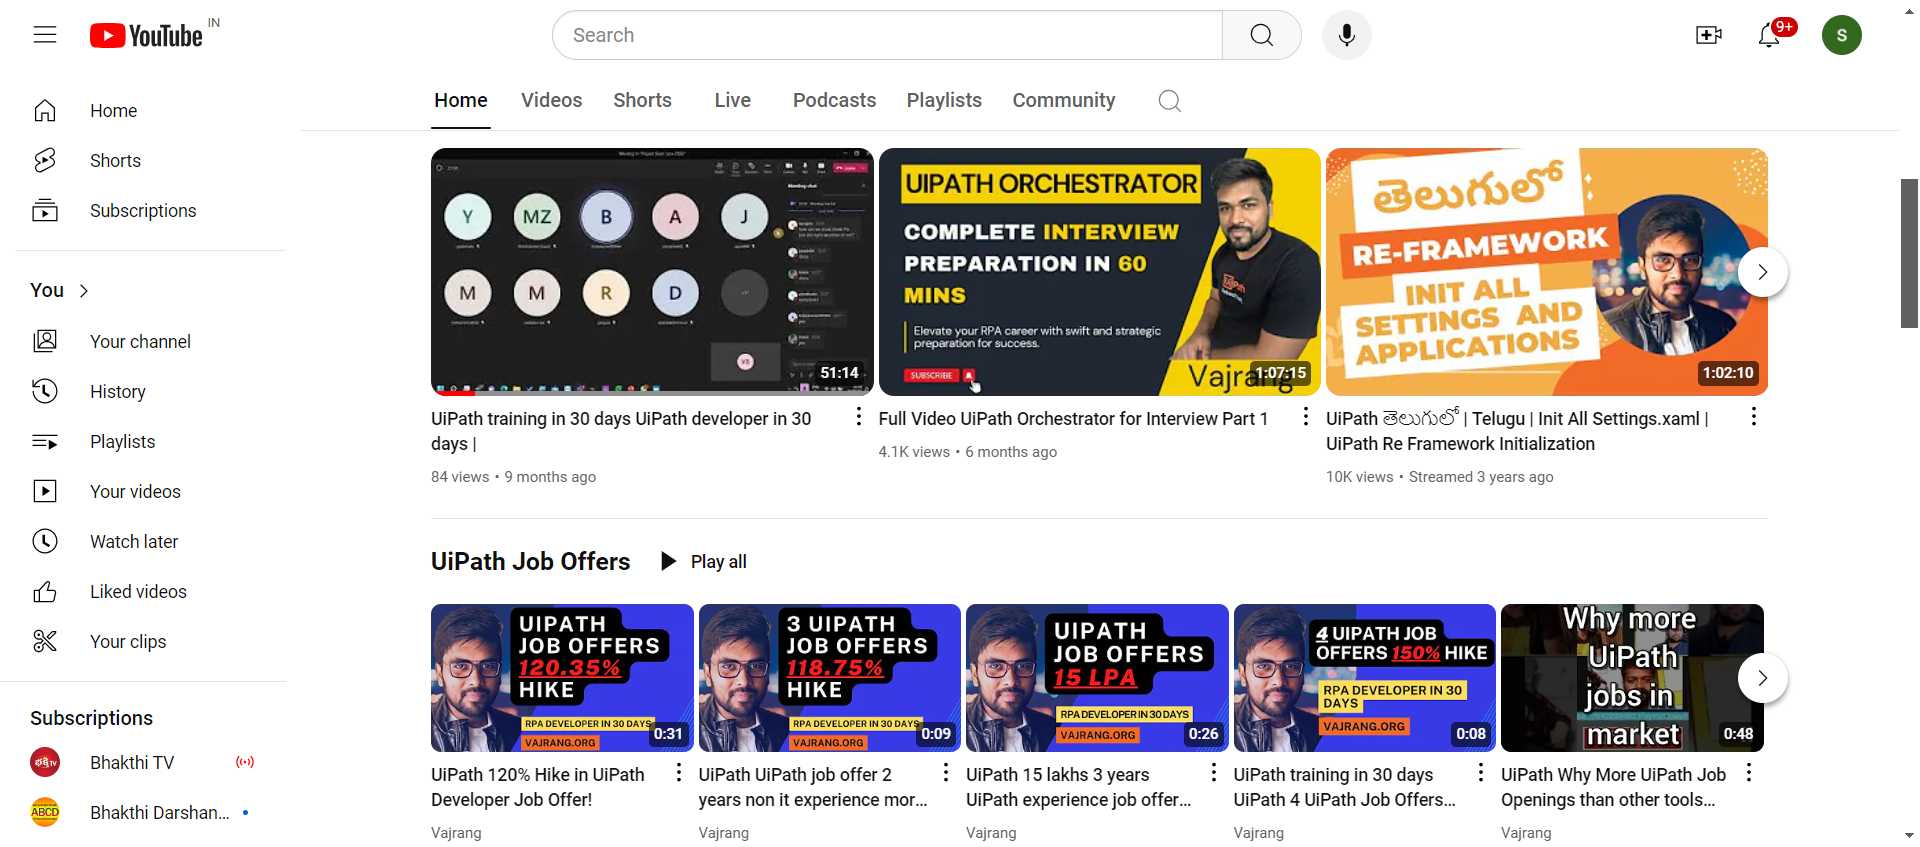 YouTube IN
Search
9+
S
Home
Shorts
Subscriptions
You
Your channel
History
Playlists
Your videos
Watch later
Liked videos
Your clips
Subscriptions
Bhakthi TV
ABCD
Bhakthi Darshan...
Home Videos Shorts Live Podcasts Playlists Community
Y MZ B A J
M M R D
Meeting chat
51:14
UiPath training in 30 days UiPath developer in 30
days |
84 views • 9 months ago
UIPATH ORCHESTRATOR
COMPLETE INTERVIEW
PREPARATION IN 60
MINS
Elevate your RPA career with swift and strategic
preparation for success.
SUBSCRIBE
Vajrang
1:07:15
Full Video UiPath Orchestrator for Interview Part 1
4.1K views • 6 months ago
తెలుగులో
RE-FRAMEWORK
INIT ALL
SETTINGS AND
APPLICATIONS
1:02:10
UiPath తెలుగులో | Telugu | Init All Settings.xaml |
UiPath Re Framework Initialization
10K views • Streamed 3 years ago
UiPath Job Offers Play all
UIPATH
JOB OFFERS
120.35%
HIKE
RPA DEVELOPER IN 30 DAYS
VAJRANG.ORG
0:31
UiPath 120% Hike in UiPath
Developer Job Offer!
Vajrang
3 UIPATH
JOB OFFERS
118.75%
HIKE
RPA DEVELOPER IN 30 DAYS
VAJRANG.ORG
0:09
UiPath UiPath job offer 2
years non it experience mor...
Vajrang
UIPATH
JOB OFFERS
15 LPA
RPA DEVELOPER IN 30 DAYS
VAJRANG.ORG
0:26
UiPath 15 lakhs 3 years
UiPath experience job offer...
Vajrang
4 UIPATH JOB
OFFERS 150% HIKE
RPA DEVELOPER IN 30
DAYS
VAJRANG.ORG
0:08
UiPath training in 30 days
UiPath 4 UiPath Job Offers...
Vajrang
Why more
UiPath
jobs in
market
0:48
UiPath Why More UiPath Job
Openings than other tools...
Vajrang